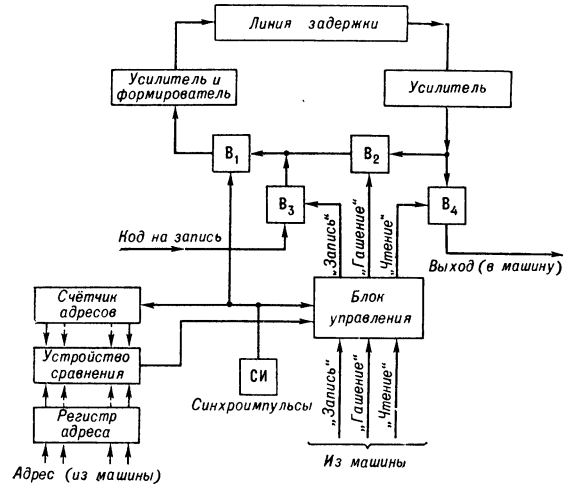 Линия задержки
Усилитель и
формирователь
Усилитель
В1
В2
В3
В4
„Запись“
„Гашение“
„Чтение“
Код на запись
Выход (в машину)
Счётчик
адресов
Блок
управления
Устройство
сравнения
СИ
Синхроимпульсы
Регистр
адреса
„Запись“
„Гашение“
„Чтение“
Из машины
Адрес (из машины)